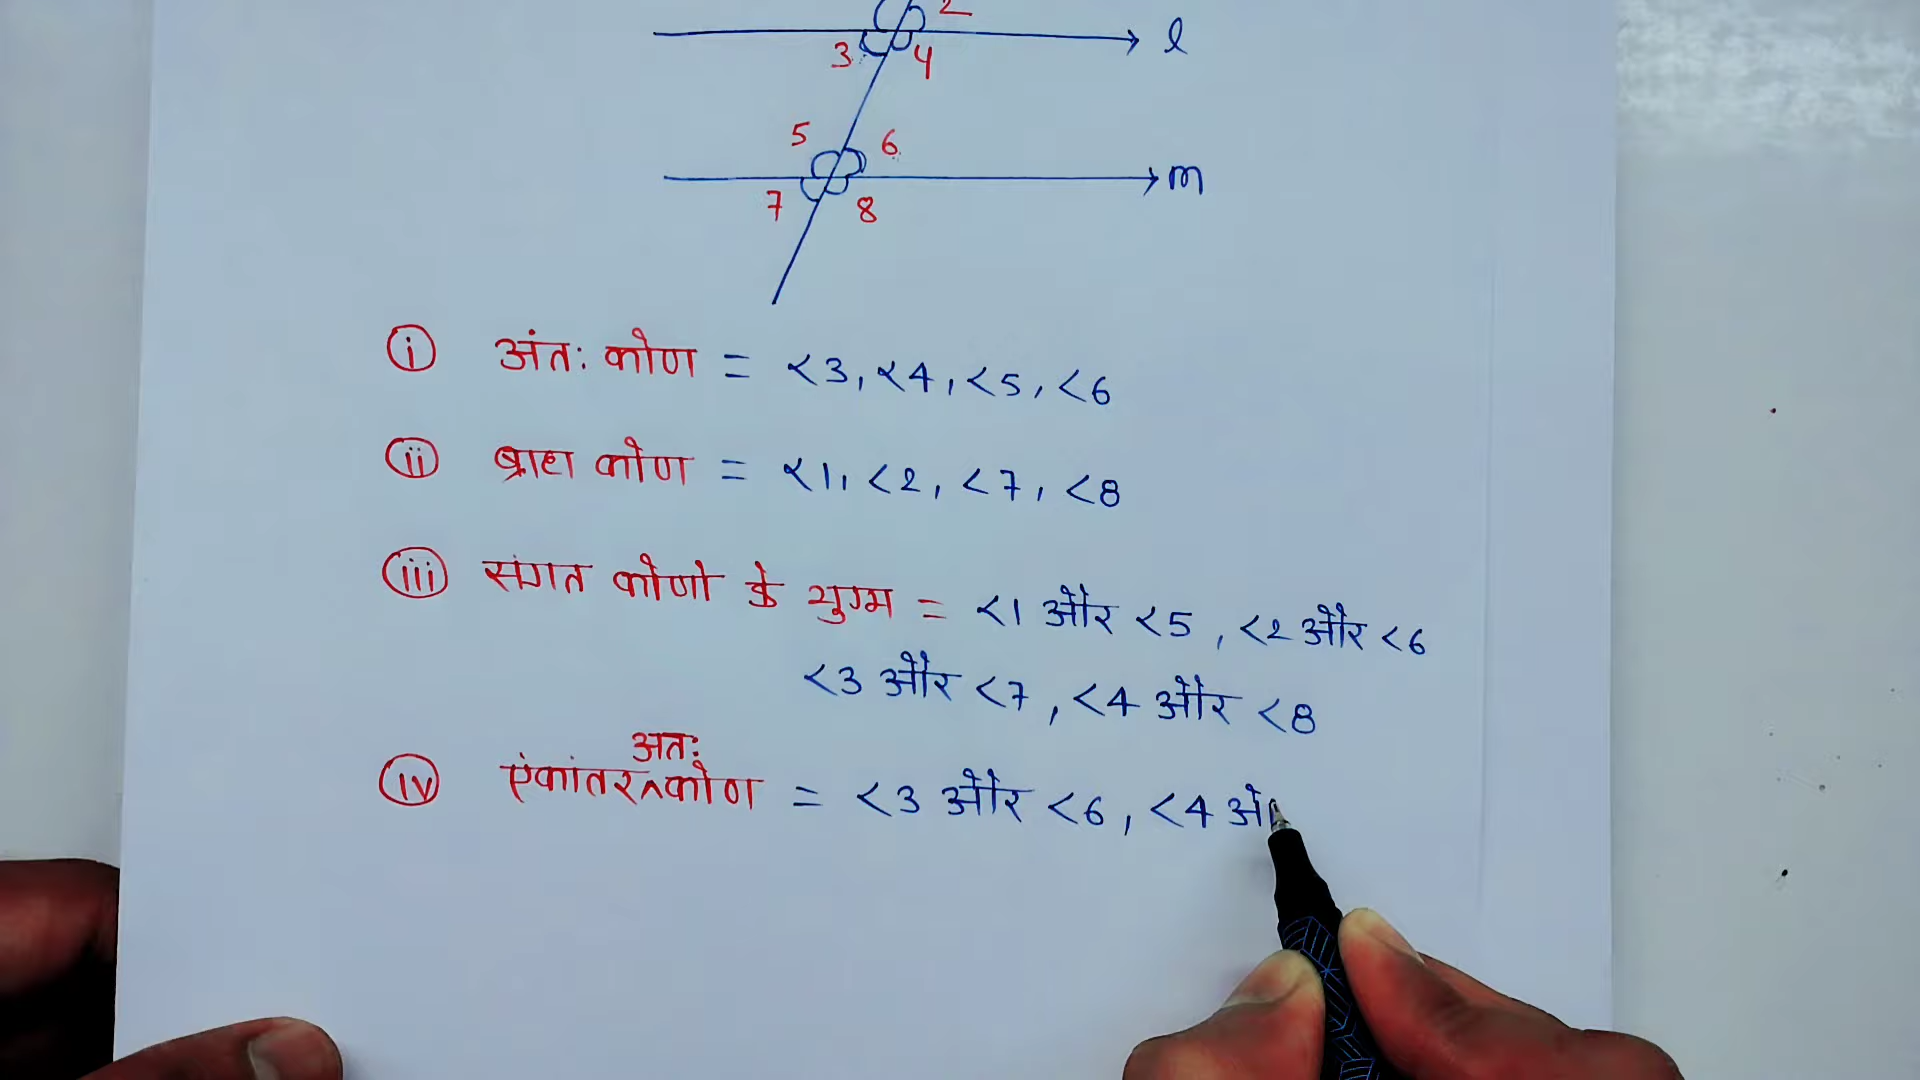 2
l
3 4
5 6
m
7 8
i अंतः कोण = <3, <4, <5, <6
ii ब्राह्य कोण = <1, <2, <7, <8
iii संगत कोणो के युग्म = <1 और <5, <2 और <6
<3 और <7, <4 और <8
अतः
iv एंकांतर^कोण = <3 और <6, <4 अ